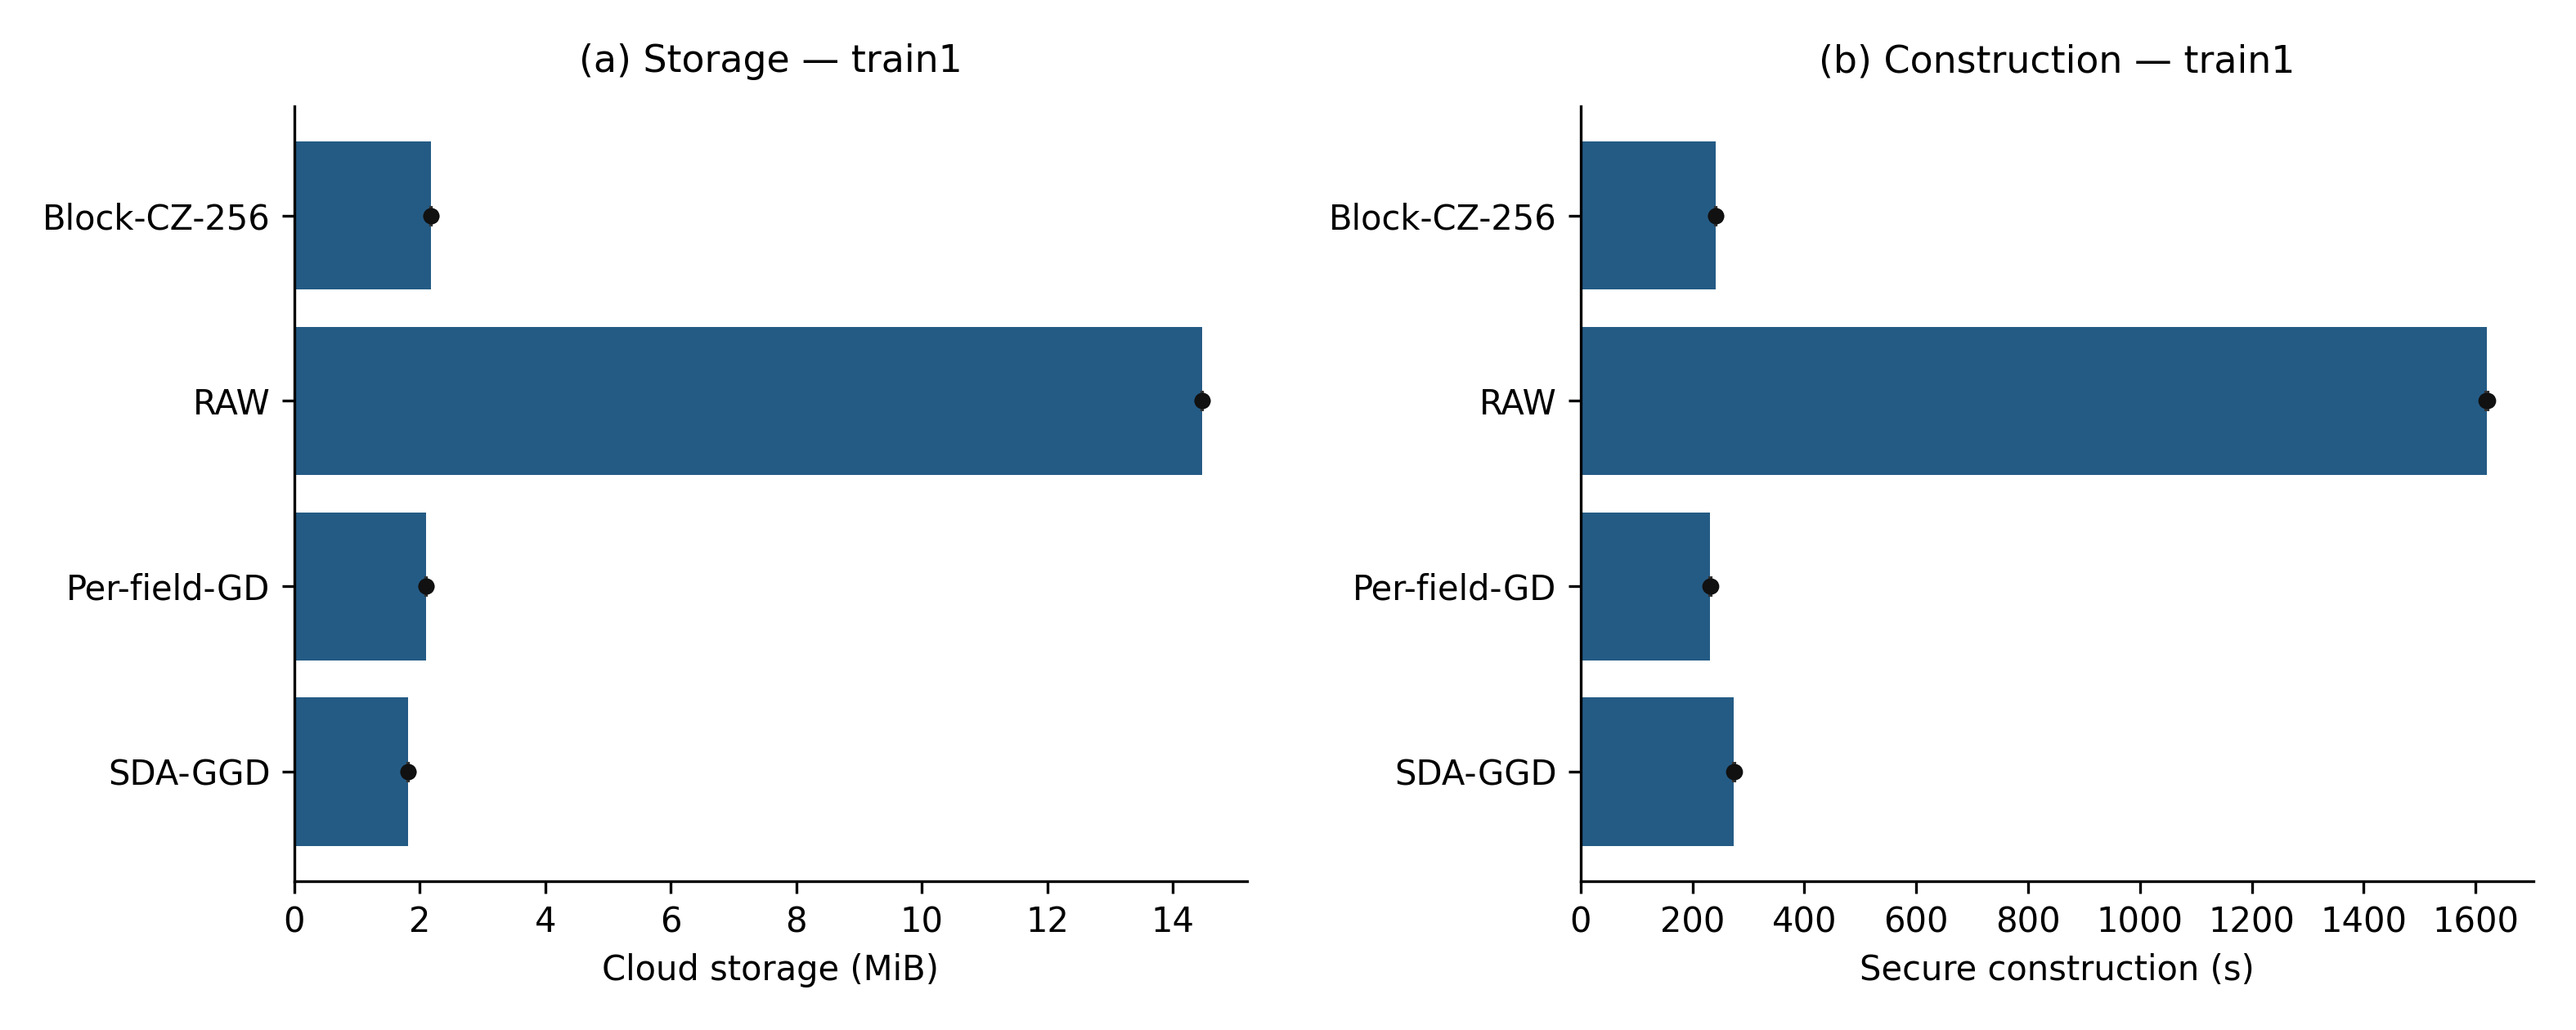 (a) Storage — train1
Block-CZ-256
RAW
Per-field-GD
SDA-GGD
0 2 4 6 8 10 12 14
Cloud storage (MiB)
(b) Construction — train1
Block-CZ-256
RAW
Per-field-GD
SDA-GGD
0 200 400 600 800 1000 1200 1400 1600
Secure construction (s)